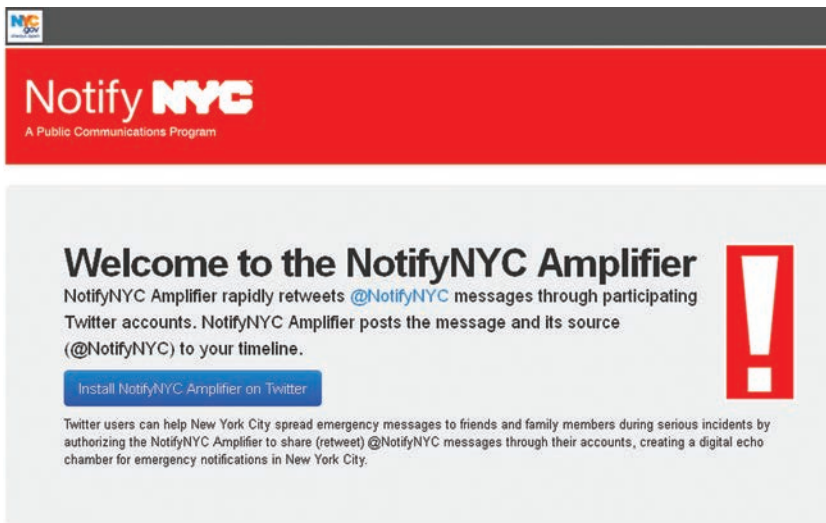 NYC
gov
Notify NYC
A Public Communications Program
Welcome to the NotifyNYC Amplifier
NotifyNYC Amplifier rapidly retweets @NotifyNYC messages through participating
Twitter accounts. NotifyNYC Amplifier posts the message and its source
(@NotifyNYC) to your timeline.
Install NotifyNYC Amplifier on Twitter
Twitter users can help New York City spread emergency messages to friends and family members during serious incidents by
authorizing the NotifyNYC Amplifier to share (retweet) @NotifyNYC messages through their accounts, creating a digital echo
chamber for emergency notifications in New York City.